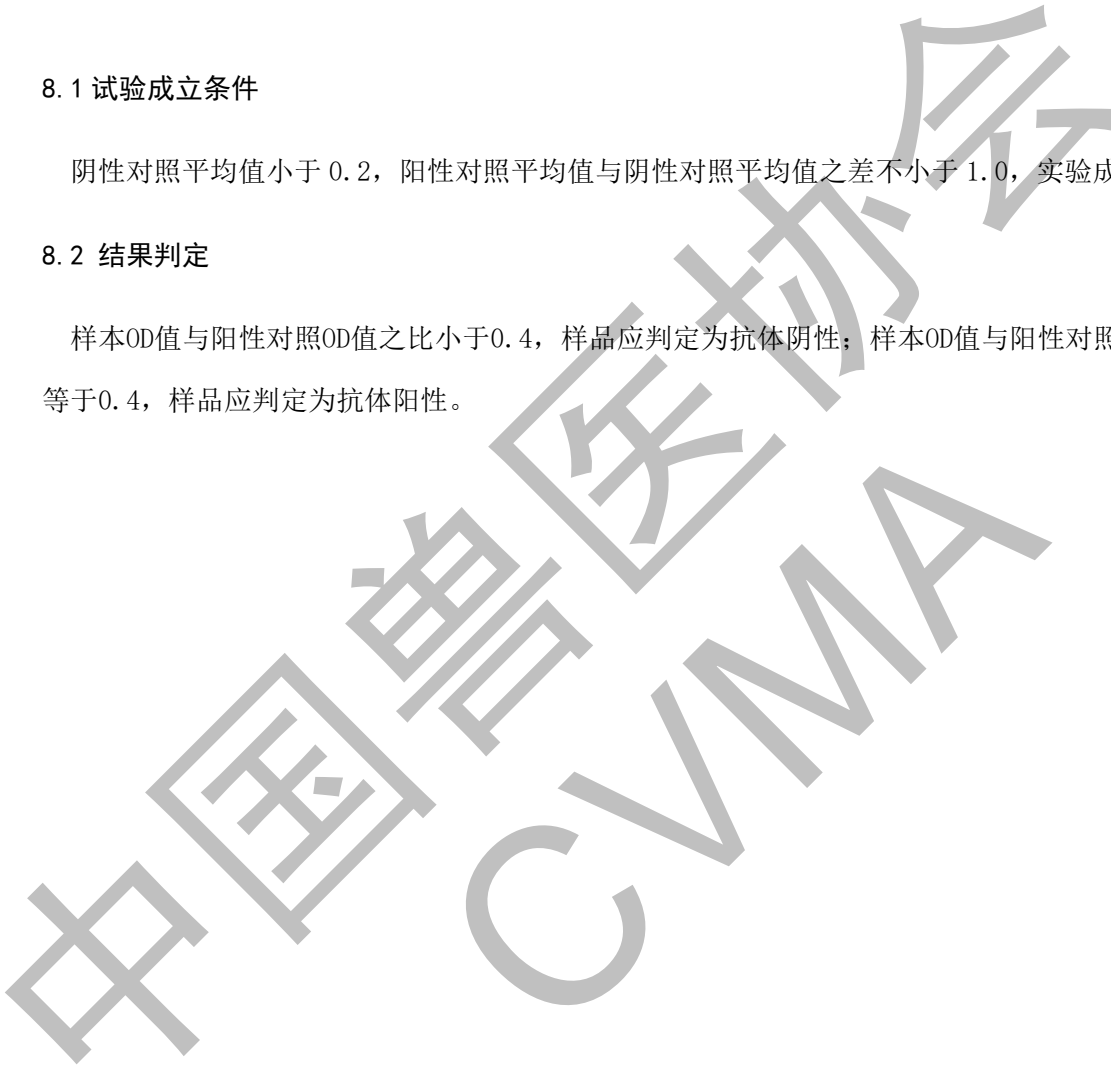 8.1 试验成立条件
阴性对照平均值小于 0.2，阳性对照平均值与阴性对照平均值之差不小于 1.0，实验成
8.2 结果判定
样本OD值与阳性对照OD值之比小于0.4，样品应判定为抗体阴性；样本OD值与阳性对照
等于0.4，样品应判定为抗体阳性。
中国兽医协会
CVMA